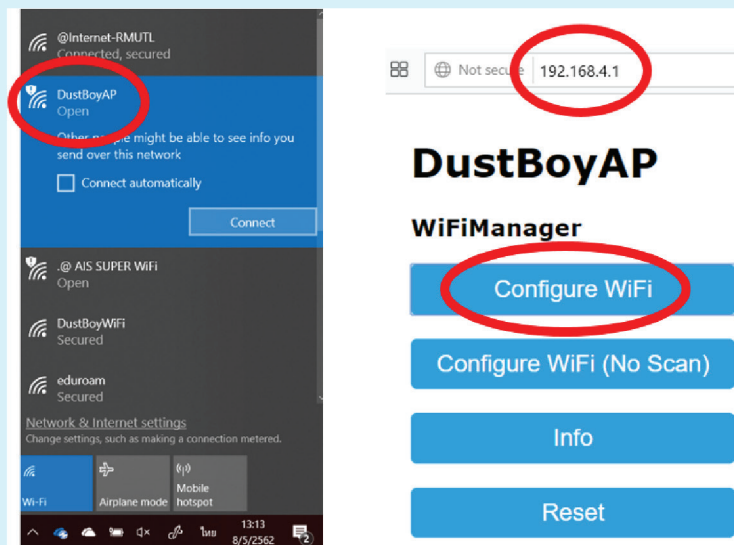 @Internet-RMUTL
Connected, secured
DustBoyAP
Open
Other people might be able to see info you
send over this network
Connect automatically
Connect
.@ AIS SUPER WiFi
Open
DustBoyWiFi
Secured
eduroam
Secured
Network & Internet settings
Change settings, such as making a connection metered.
Wi-Fi
Airplane mode
Mobile
hotspot
ไทย
13:13
8/5/2562
2
Not secure
192.168.4.1
DustBoyAP
WiFiManager
Configure WiFi
Configure WiFi (No Scan)
Info
Reset